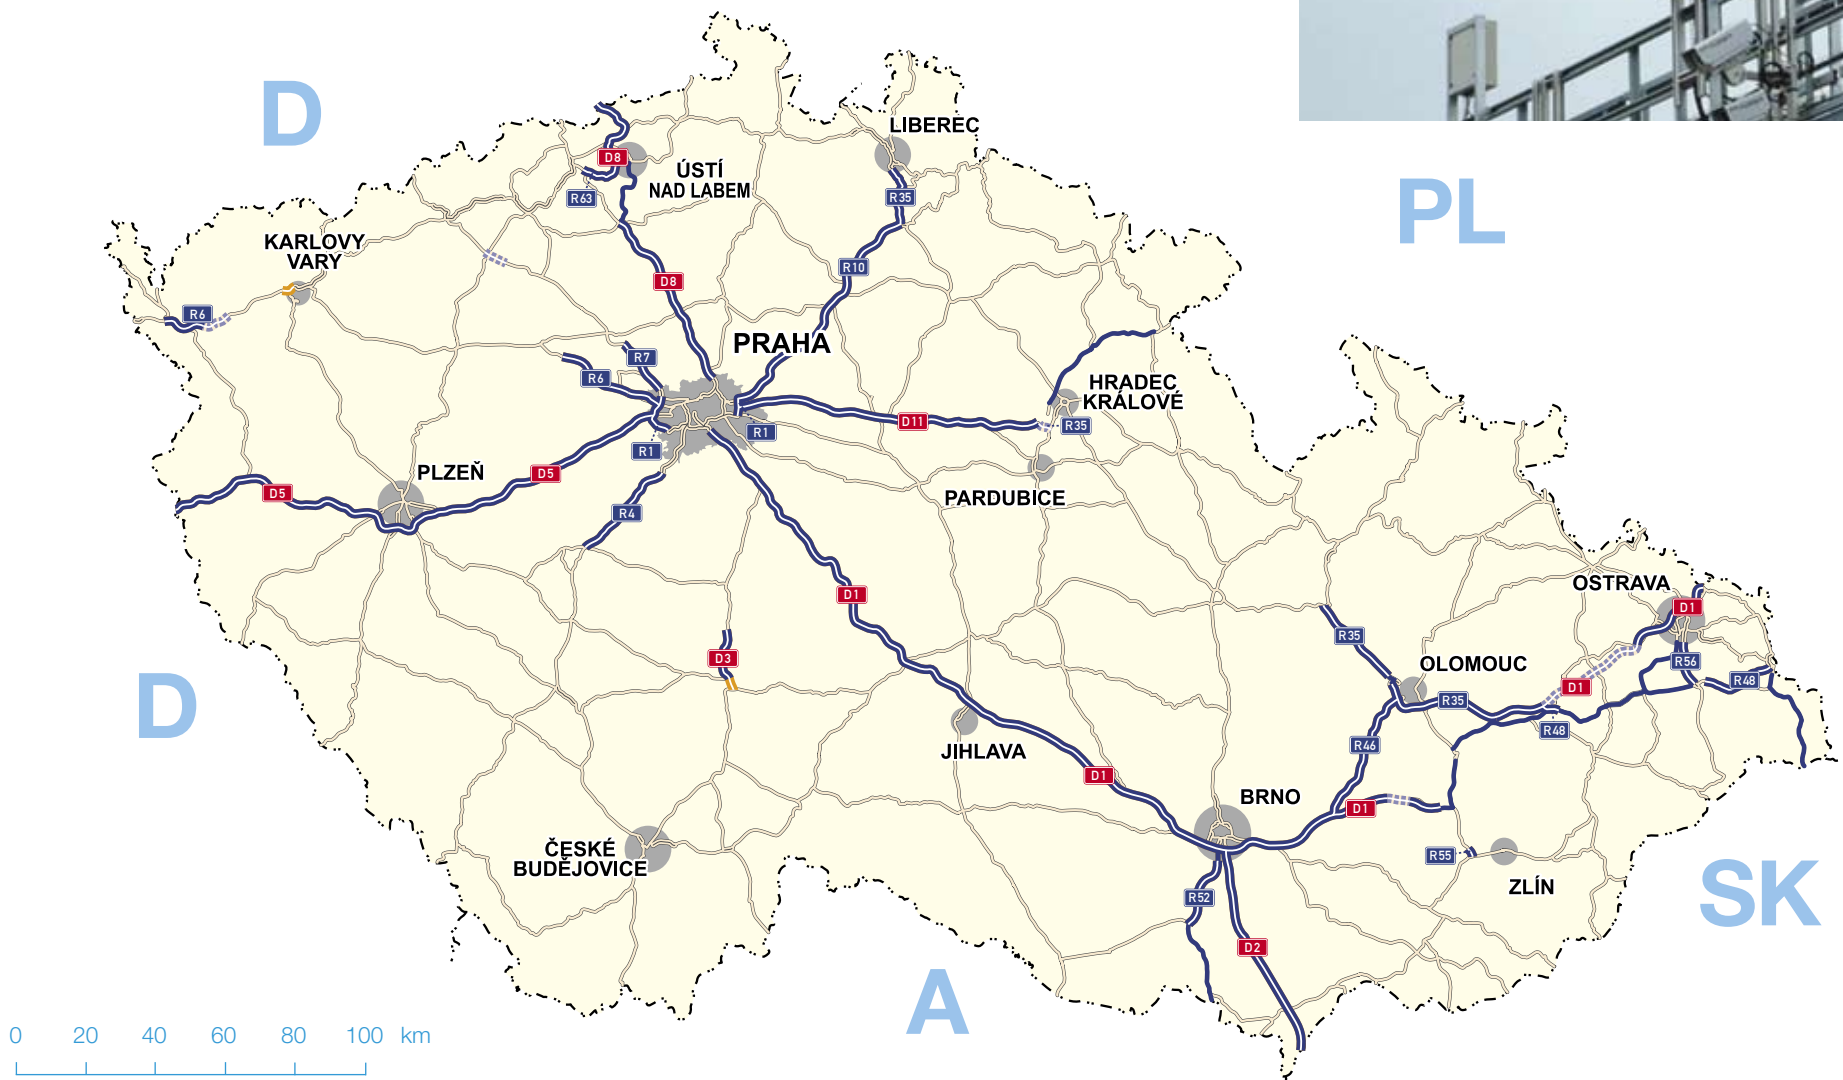 D
LIBEREC
D8
ÚSTÍ
NAD LABEM
R63
R35
PL
KARLOVY
VARY
R10
D8
R6
PRAHA
R7
R6
HRADEC
KRÁLOVÉ
D11
R35
R1
R1
PLZEŇ
D5
D5
PARDUBICE
R4
OSTRAVA
D1
D1
R35
D3
OLOMOUC
R56
R48
D1
R35
D
R48
R46
JIHLAVA
D1
BRNO
D1
ČESKÉ
BUDĚJOVICE
R55
ZLÍN
SK
R52
D2
A
0 20 40 60 80 100 km